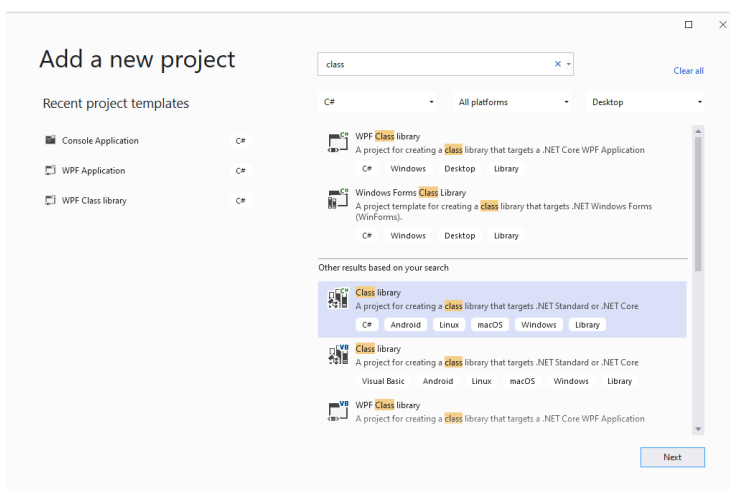 Add a new project
class
Clear all
Recent project templates
C#
All platforms
Desktop
Console Application
C#
WPF Application
C#
WPF Class library
C#
C#
WPF Class library
A project for creating a class library that targets a .NET Core WPF Application
C# Windows Desktop Library
C#
Windows Forms Class Library
A project template for creating a class library that targets .NET Windows Forms
(WinForms).
C# Windows Desktop Library
Other results based on your search
C#
Class library
A project for creating a class library that targets .NET Standard or .NET Core
C# Android Linux macOS Windows Library
VB
Class library
A project for creating a class library that targets .NET Standard or .NET Core
Visual Basic Android Linux macOS Windows Library
VB
WPF Class library
A project for creating a class library that targets a .NET Core WPF Application
Next